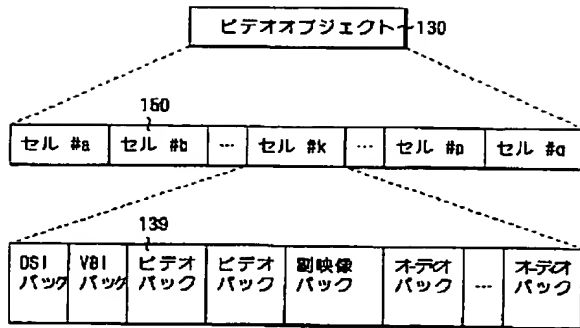 ビデオオブジェクト 130
150
セル #a セル #b … セル #k … セル #p セル #q
139
DSI パック VBI パック ビデオ パック ビデオ パック 副映像 パック オーデオ パック … オーデオ パック